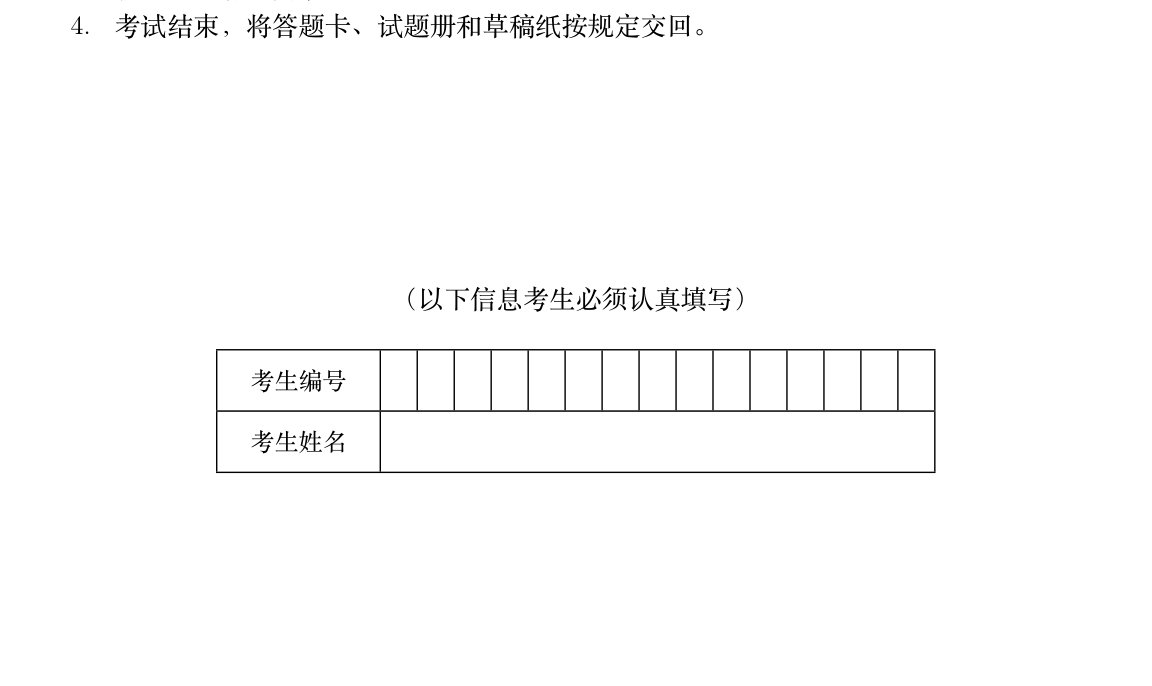 4. 考试结束，将答题卡、试题册和草稿纸按规定交回。
（以下信息考生必须认真填写）
考生编号
考生姓名